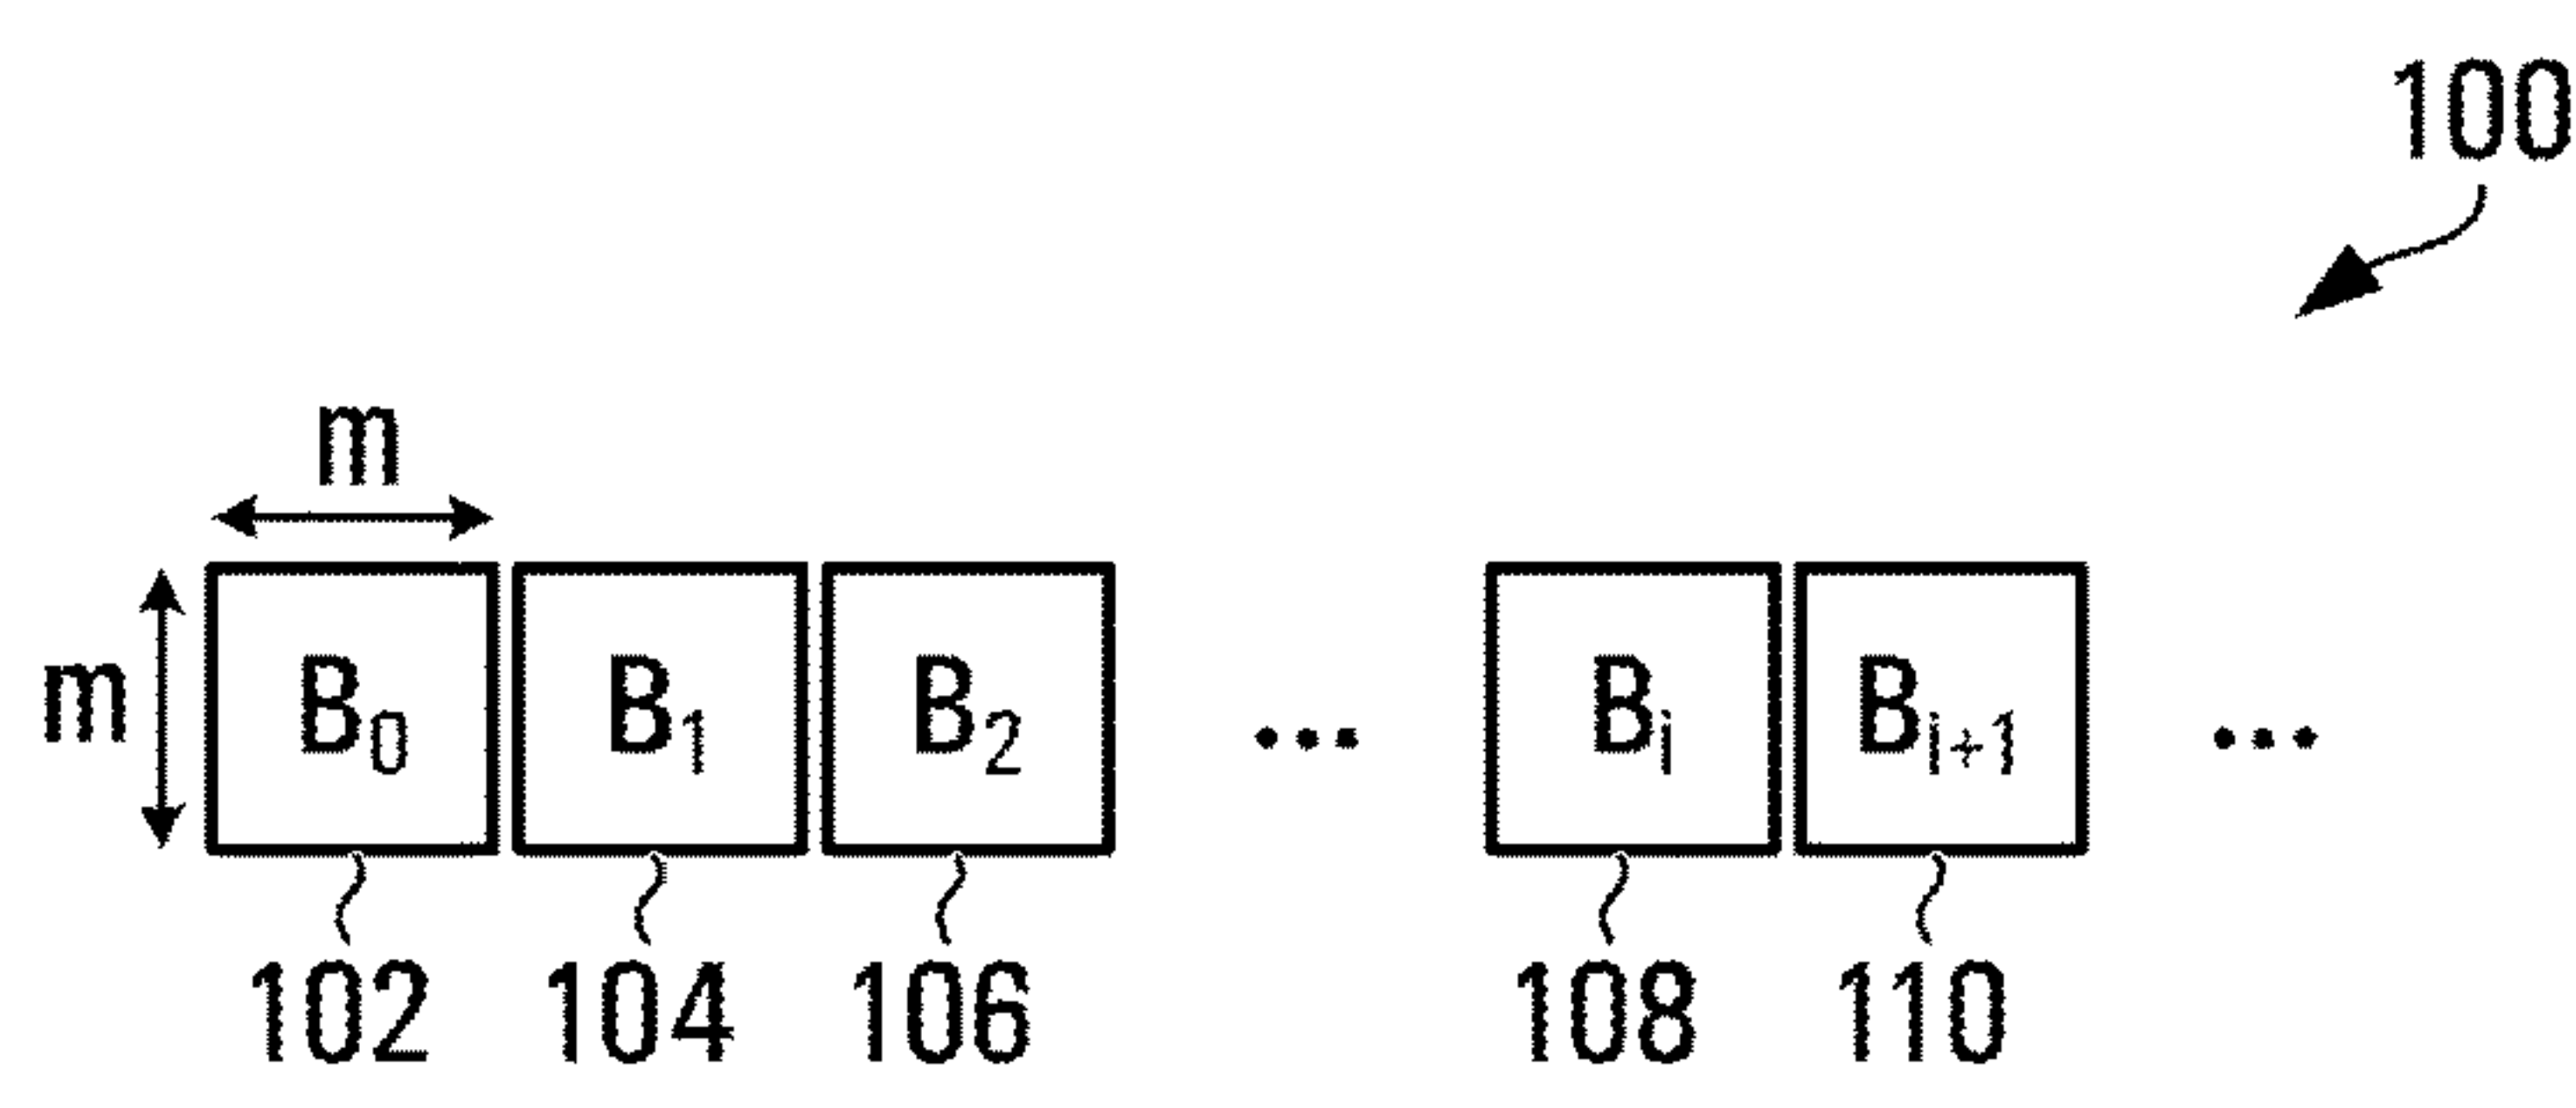 100
m
m B₀ B₁ B₂ ... Bᵢ Bᵢ₊₁ ...
102 104 106 108 110